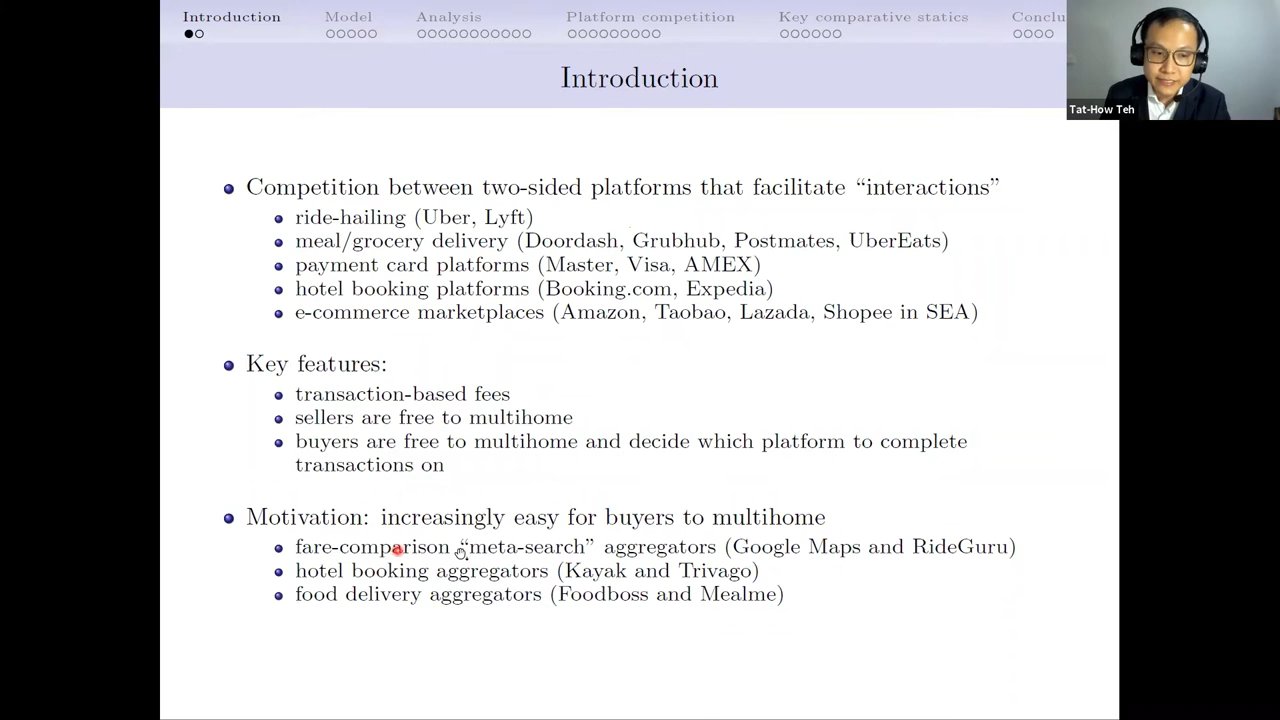 Introduction Model Analysis Platform competition Key comparative statics Conclu
Tat-How Teh
Introduction
Competition between two-sided platforms that facilitate “interactions”
ride-hailing (Uber, Lyft)
meal/grocery delivery (Doordash, Grubhub, Postmates, UberEats)
payment card platforms (Master, Visa, AMEX)
hotel booking platforms (Booking.com, Expedia)
e-commerce marketplaces (Amazon, Taobao, Lazada, Shopee in SEA)
Key features:
transaction-based fees
sellers are free to multihome
buyers are free to multihome and decide which platform to complete
transactions on
Motivation: increasingly easy for buyers to multihome
fare-comparison “meta-search” aggregators (Google Maps and RideGuru)
hotel booking aggregators (Kayak and Trivago)
food delivery aggregators (Foodboss and Mealme)